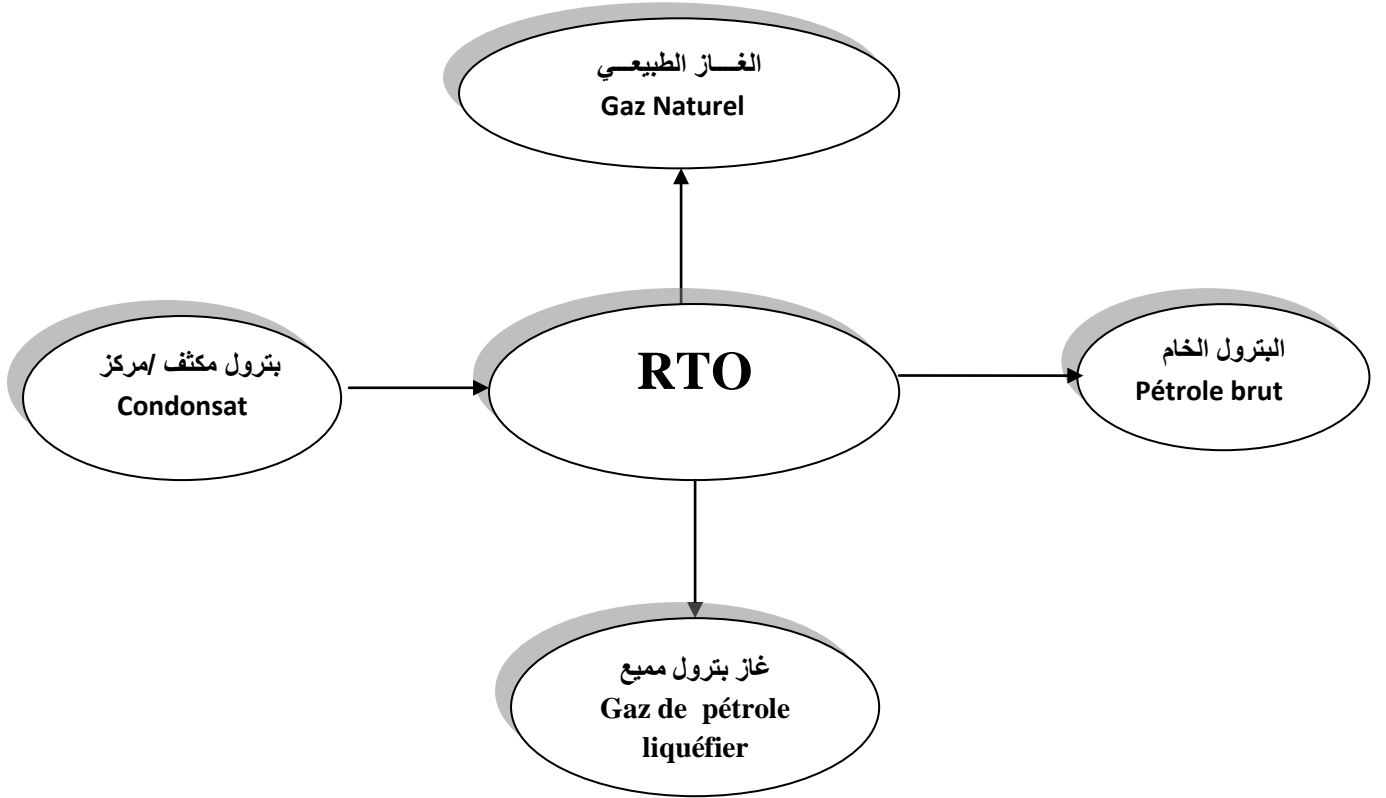 الغـــاز الطبيعـــي
Gaz Naturel
بترول مكثف /مركز
Condonsat
RTO
البترول الخام
Pétrole brut
غاز بترول مميع
Gaz de pétrole
liquéfier